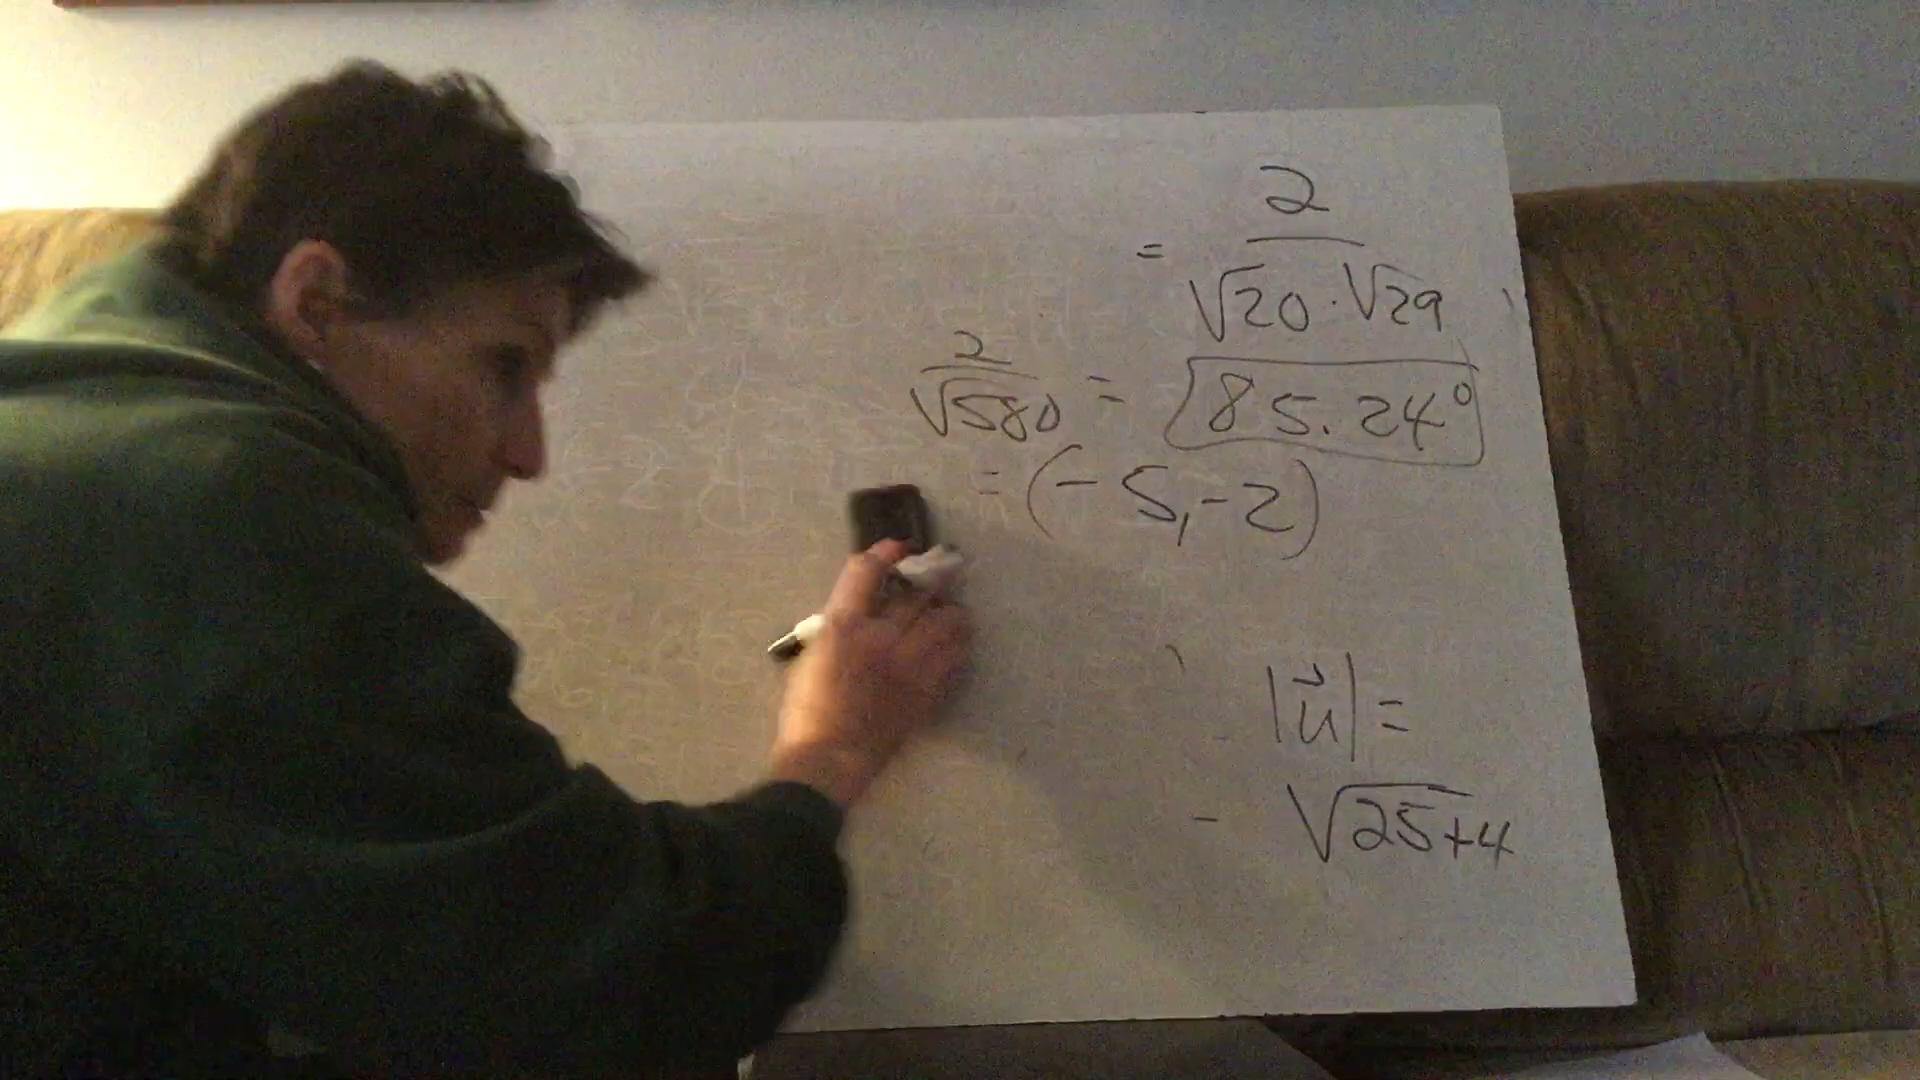 = 2 / √20 · √29
2 / √580 = 85.24°
= (-5,-2)
|u⃗| =
- √25+4